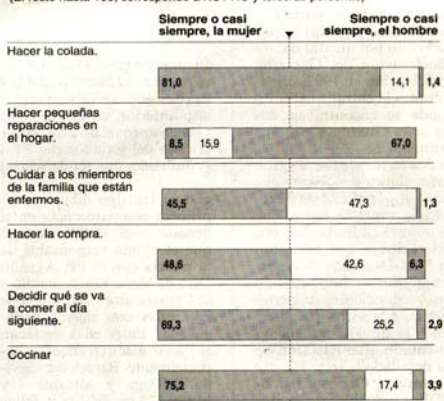 Siempre o casi siempre, la mujer
Siempre o casi siempre, el hombre
Hacer la colada.
81,0 14,1 1,4
Hacer pequeñas
reparaciones en
el hogar.
8,5 15,9 67,0
Cuidar a los miembros
de la familia que están
enfermos.
45,5 47,3 1,3
Hacer la compra.
48,6 42,6 6,3
Decidir qué se va
a comer al día
siguiente.
69,3 25,2 2,9
Cocinar
75,2 17,4 3,9